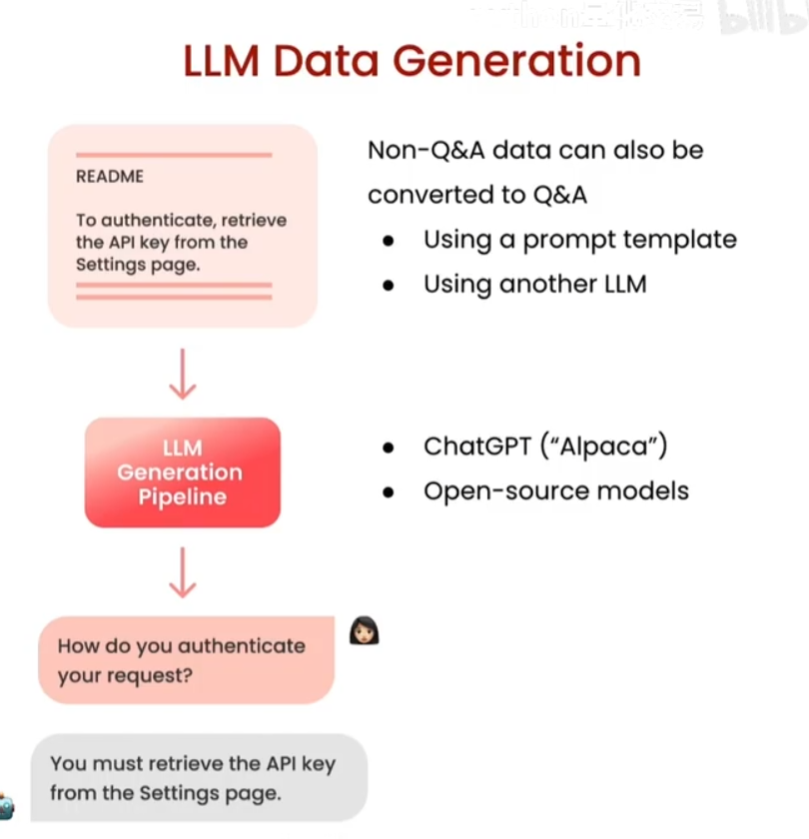 LLM Data Generation
README
To authenticate, retrieve
the API key from the
Settings page.
Non-Q&A data can also be
converted to Q&A
• Using a prompt template
• Using another LLM
LLM
Generation
Pipeline
• ChatGPT (“Alpaca”)
• Open-source models
How do you authenticate
your request?
You must retrieve the API key
from the Settings page.